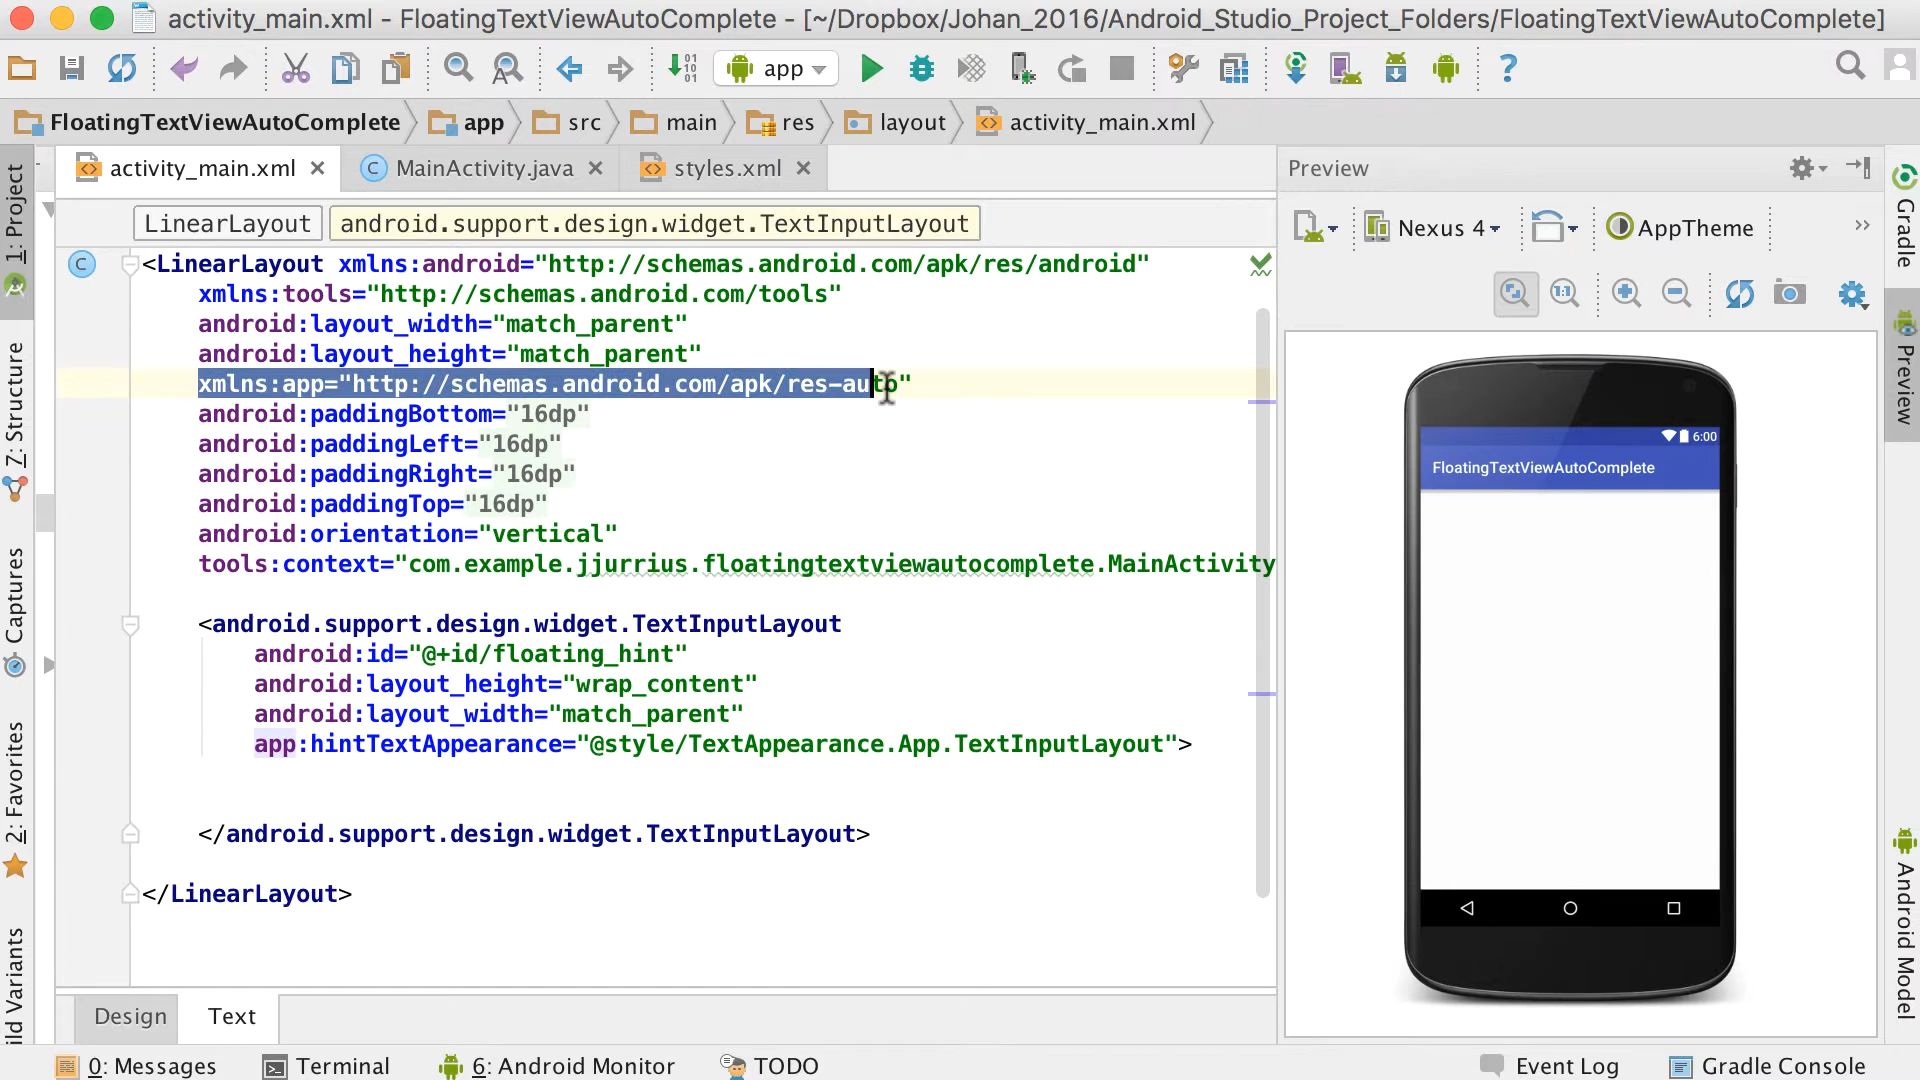 activity_main.xml - FloatingTextViewAutoComplete - [~/Dropbox/Johan_2016/Android_Studio_Project_Folders/FloatingTextViewAutoComplete]
app
FloatingTextViewAutoComplete app src main res layout activity_main.xml
activity_main.xml MainActivity.java styles.xml
Preview
LinearLayout android.support.design.widget.TextInputLayout
Nexus 4 AppTheme
1:1
<LinearLayout xmlns:android="http://schemas.android.com/apk/res/android"
xmlns:tools="http://schemas.android.com/tools"
android:layout_width="match_parent"
android:layout_height="match_parent"
xmlns:app="http://schemas.android.com/apk/res-auto"
android:paddingBottom="16dp"
android:paddingLeft="16dp"
android:paddingRight="16dp"
android:paddingTop="16dp"
android:orientation="vertical"
tools:context="com.example.jjurrius.floatingtextviewautocomplete.MainActivity
<android.support.design.widget.TextInputLayout
android:id="@+id/floating_hint"
android:layout_height="wrap_content"
android:layout_width="match_parent"
app:hintTextAppearance="@style/TextAppearance.App.TextInputLayout">
</android.support.design.widget.TextInputLayout>
</LinearLayout>
6:00
FloatingTextViewAutoComplete
Design Text
1: Project
7: Structure
Captures
2: Favorites
ild Variants
Gradle
Preview
Android Model
0: Messages Terminal 6: Android Monitor TODO Event Log Gradle Console